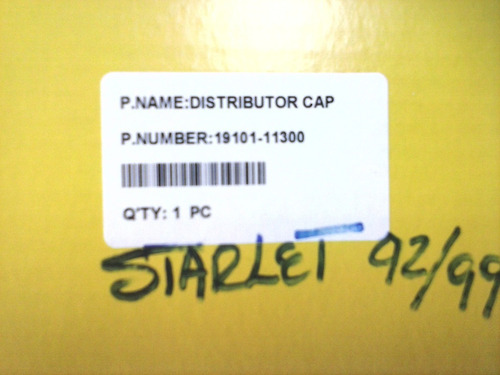 P.NAME:DISTRIBUTOR CAP
P.NUMBER:19101-11300
Q'TY: 1 PC
STARLET 92/99